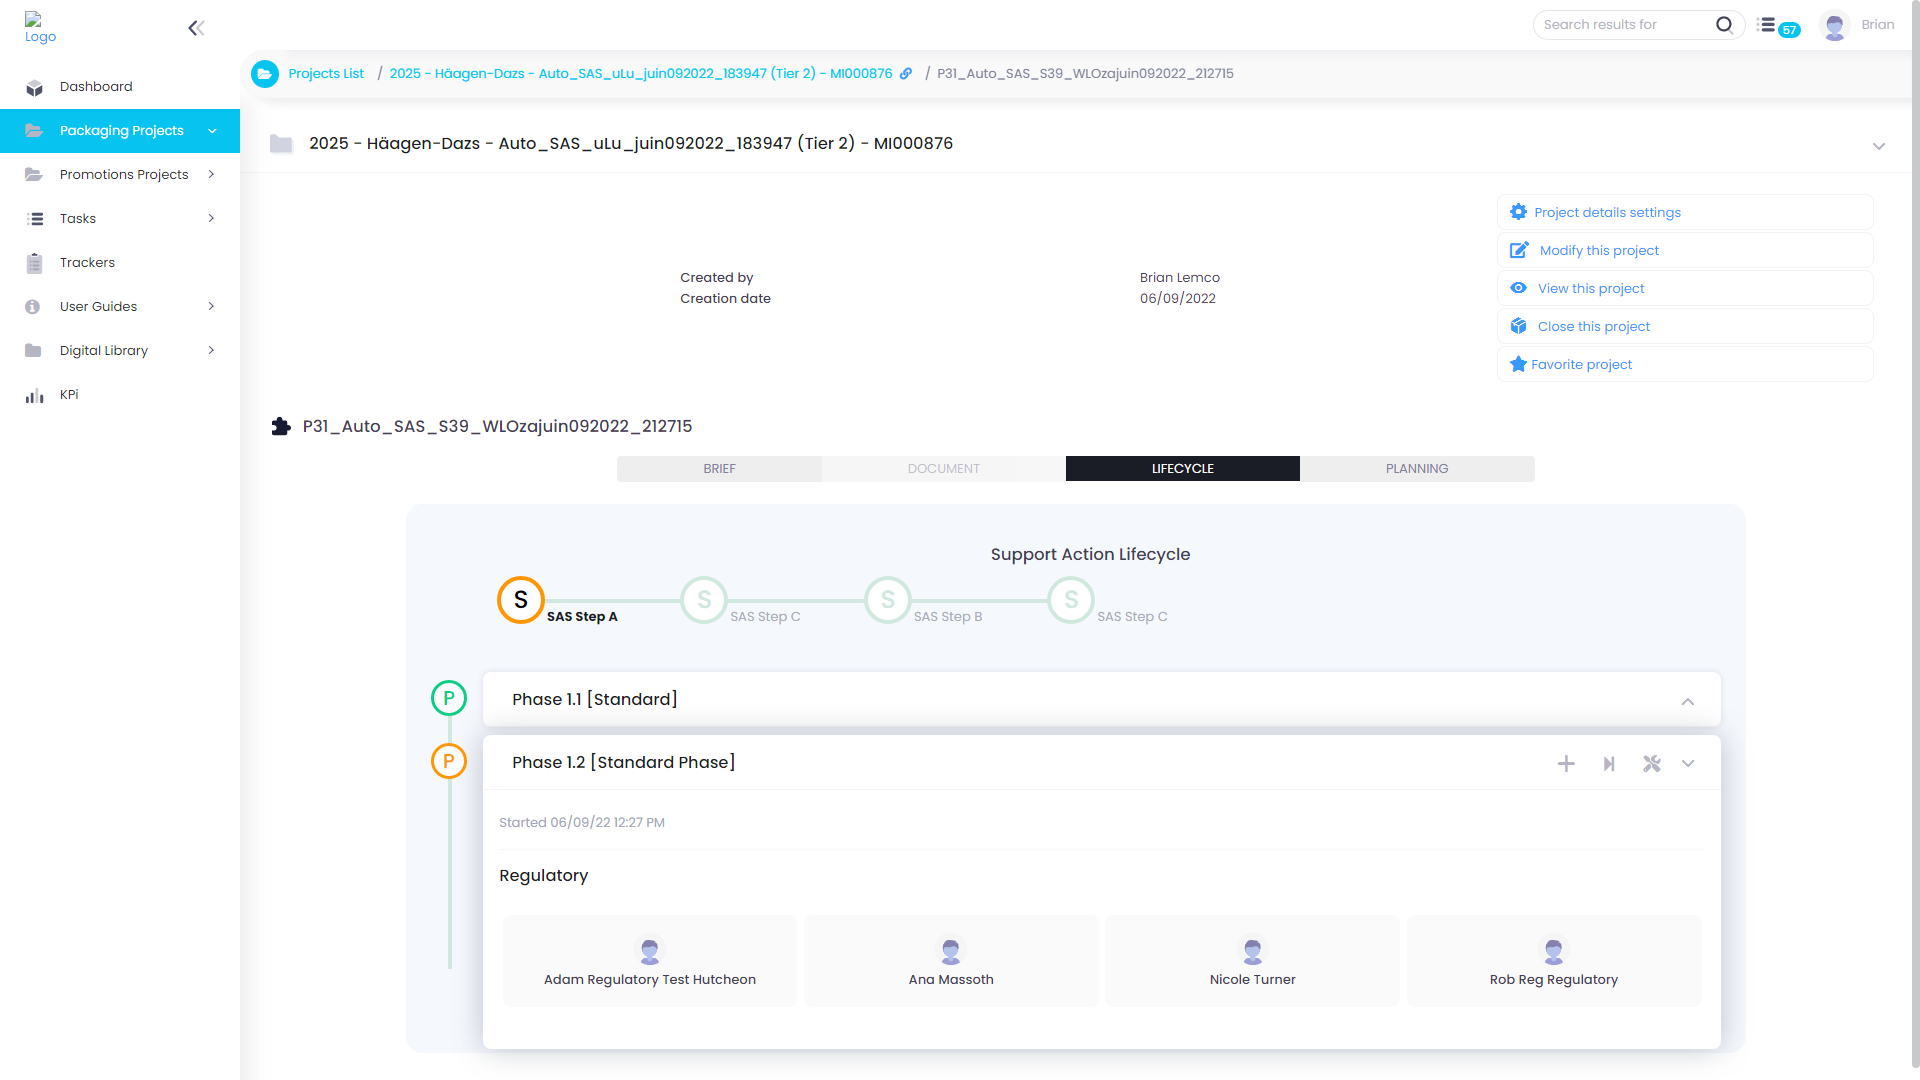 Logo
Search results for
57
Brian
Dashboard
Packaging Projects
Promotions Projects
Tasks
Trackers
User Guides
Digital Library
KPi
Projects List / 2025 - Häagen-Dazs - Auto_SAS_uLu_juin092022_183947 (Tier 2) - MI000876 / P31_Auto_SAS_S39_WLOzajuin092022_212715
2025 - Häagen-Dazs - Auto_SAS_uLu_juin092022_183947 (Tier 2) - MI000876
Created by Brian Lemco
Creation date 06/09/2022
Project details settings
Modify this project
View this project
Close this project
Favorite project
P31_Auto_SAS_S39_WLOzajuin092022_212715
BRIEF DOCUMENT LIFECYCLE PLANNING
Support Action Lifecycle
S S S S
SAS Step A SAS Step C SAS Step B SAS Step C
P Phase 1.1 [Standard]
P Phase 1.2 [Standard Phase]
Started 06/09/22 12:27 PM
Regulatory
Adam Regulatory Test Hutcheon Ana Massoth Nicole Turner Rob Reg Regulatory